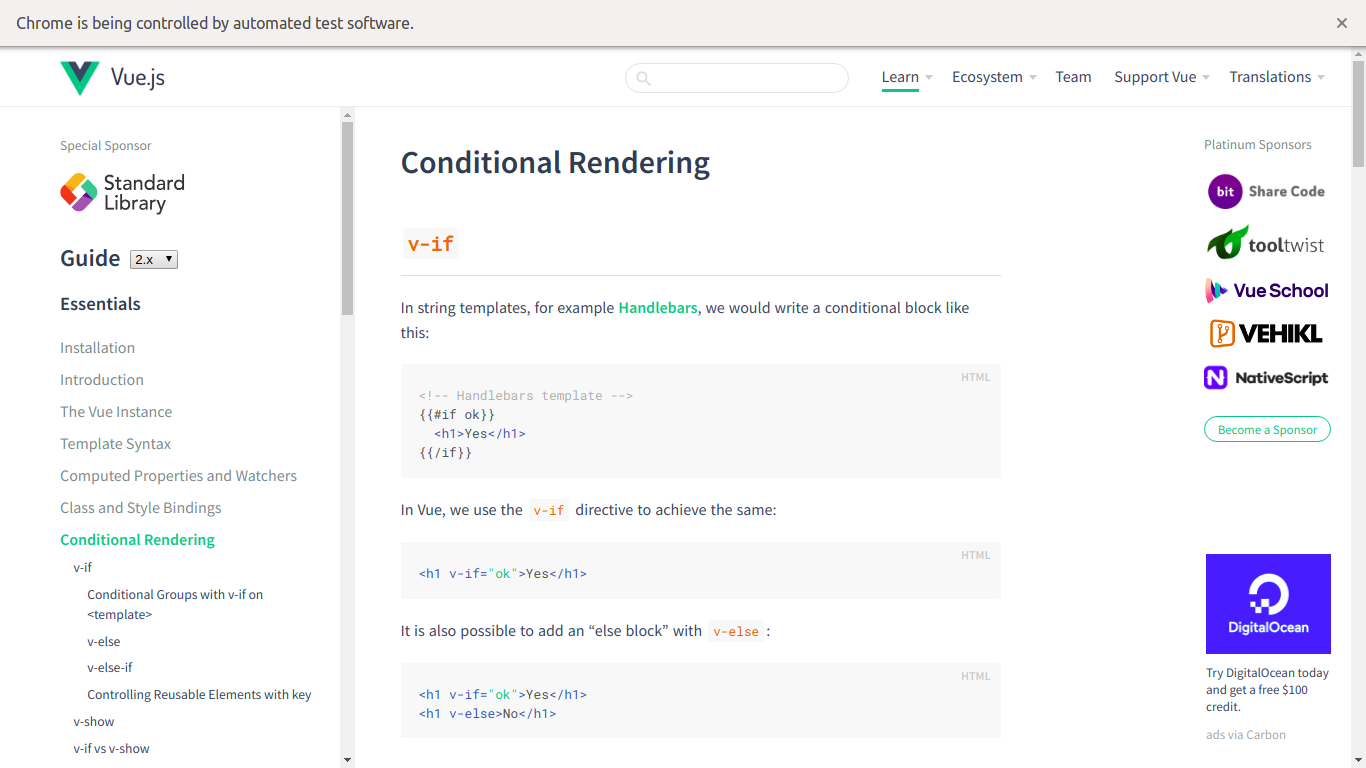 Chrome is being controlled by automated test software.
Vue.js
Learn
Ecosystem
Team
Support Vue
Translations
Special Sponsor
Standard
Library
Guide 2.x
Essentials
Installation
Introduction
The Vue Instance
Template Syntax
Computed Properties and Watchers
Class and Style Bindings
Conditional Rendering
v-if
Conditional Groups with v-if on
<template>
v-else
v-else-if
Controlling Reusable Elements with key
v-show
v-if vs v-show
Conditional Rendering
v-if
In string templates, for example Handlebars, we would write a conditional block like
this:
HTML
<!-- Handlebars template -->
{{#if ok}}
  <h1>Yes</h1>
{{/if}}
In Vue, we use the v-if directive to achieve the same:
HTML
<h1 v-if="ok">Yes</h1>
It is also possible to add an “else block” with v-else :
HTML
<h1 v-if="ok">Yes</h1>
<h1 v-else>No</h1>
Platinum Sponsors
bit Share Code
tooltwist
Vue School
VEHIKL
NativeScript
Become a Sponsor
DigitalOcean
Try DigitalOcean today
and get a free $100
credit.
ads via Carbon